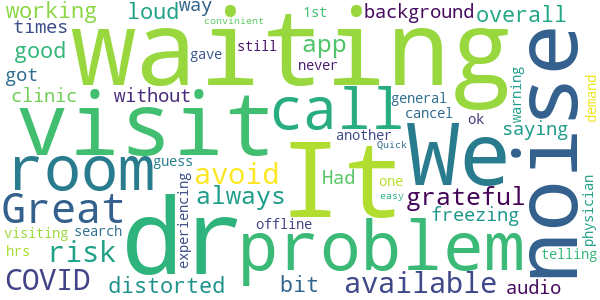 working
loud
way
convinient
1st
background
overall
times
good
got
waiting
gave
still
never
app
noise
clinic
without
visit
call
general
cancel
warning
demand
ok
saying
another
room
guess
avoid
dr
It
We
Had
one
easy
Quick
physician
Great
always
grateful
freezing
visiting
search
experiencing
offline
problem
telling
hrs
risk
COVID
distorted
bit
available
audio